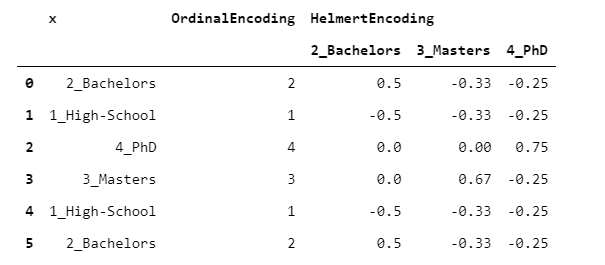 x OrdinalEncoding HelmertEncoding
2_Bachelors 3_Masters 4_PhD
0 2_Bachelors 2 0.5 -0.33 -0.25
1 1_High-School 1 -0.5 -0.33 -0.25
2 4_PhD 4 0.0 0.00 0.75
3 3_Masters 3 0.0 0.67 -0.25
4 1_High-School 1 -0.5 -0.33 -0.25
5 2_Bachelors 2 0.5 -0.33 -0.25